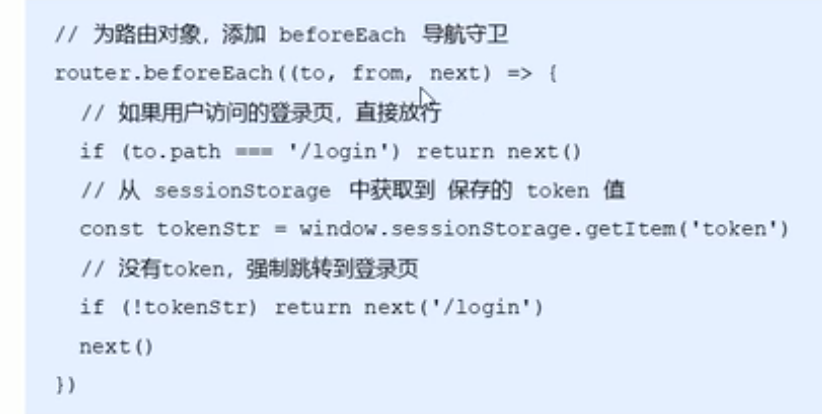 // 为路由对象，添加 beforeEach 导航守卫
router.beforeEach((to, from, next) => {
// 如果用户访问的登录页，直接放行
if (to.path === '/login') return next()
// 从 sessionStorage 中获取到 保存的 token 值
const tokenStr = window.sessionStorage.getItem('token')
// 没有token，强制跳转到登录页
if (!tokenStr) return next('/login')
next()
})